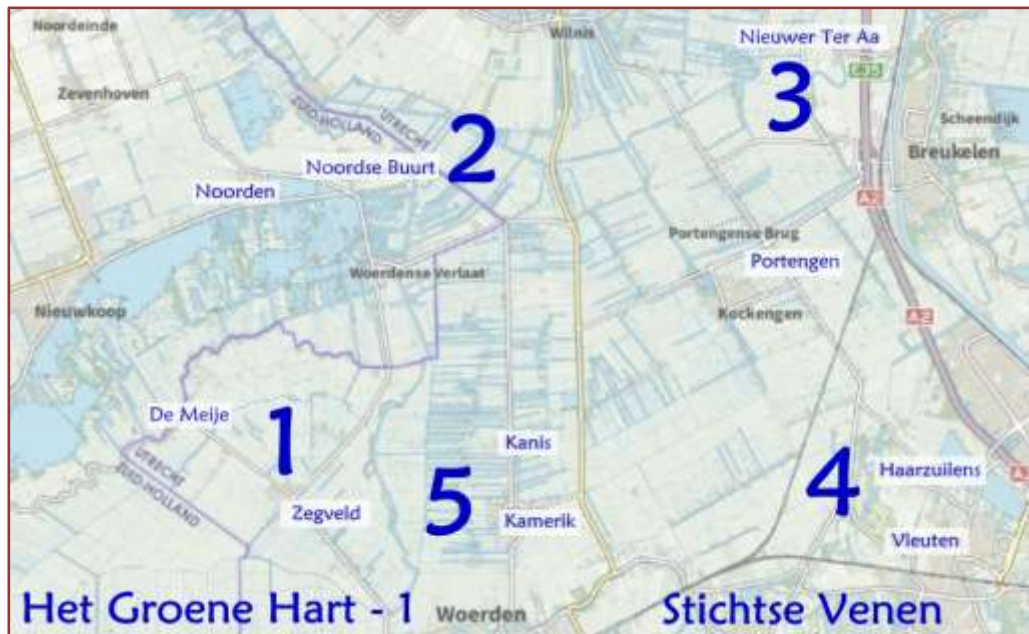 Noordeinde
Wilnis
Nieuwer Ter Aa
3
Zevenhoven
ZUID-HOLLAND
UTRECHT
2
Scheendijk
Breukelen
Noordse Buurt
Noorden
A2
Portengense Brug
Woerdense Verlaat
Portengen
Nieuwkoop
Kockengen
A2
De Meije
1
Kanis
4
Haarzuilens
UTRECHT
ZUID-HOLLAND
5
Zegveld
Kamerik
Vleuten
Het Groene Hart - 1
Woerden
Stichtse Venen